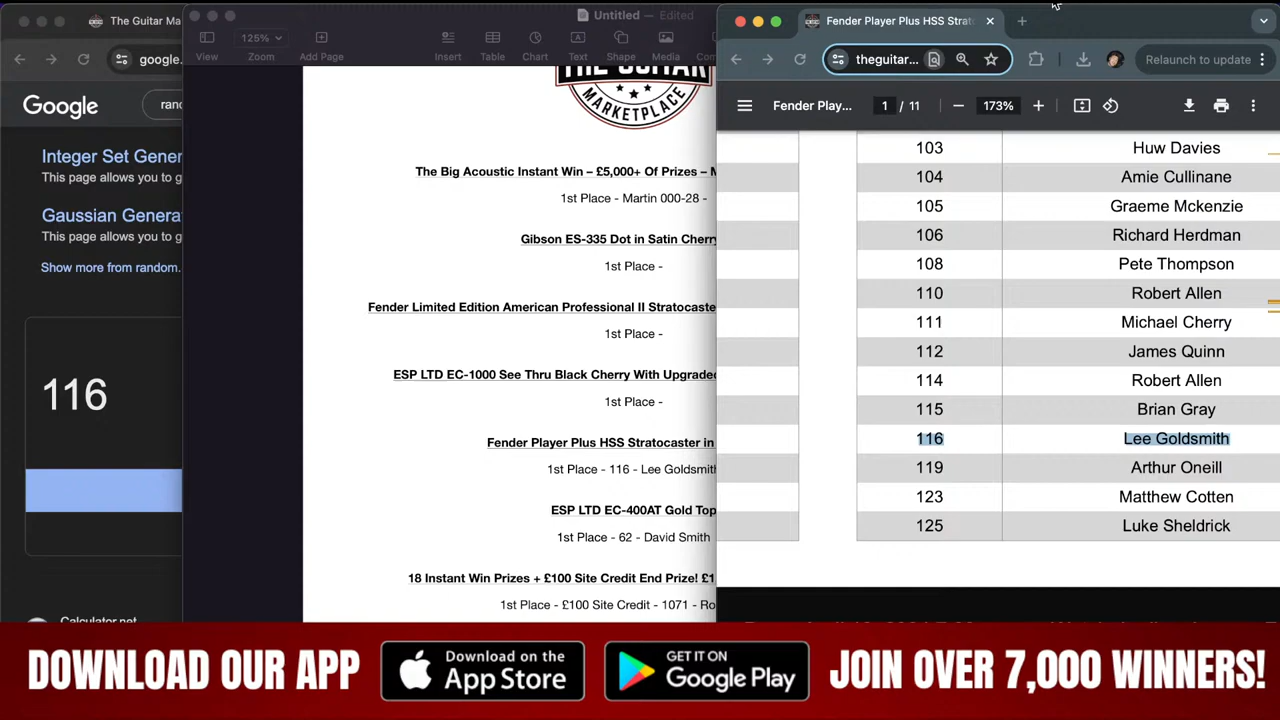 The Guitar Ma
google.
Google
ran
Integer Set Gener
This page allows you to g
Gaussian Genera
This page allows you to g
Show more from random.
116
Calculator.net
Untitled — Edited
125%
View
Zoom
Add Page
Insert
Table
Chart
Text
Shape
Media
Com
THE GUITAR
MARKETPLACE
The Big Acoustic Instant Win – £5,000+ Of Prizes – M
1st Place - Martin 000-28 -
Gibson ES-335 Dot in Satin Cherry
1st Place -
Fender Limited Edition American Professional II Stratocaste
1st Place -
ESP LTD EC-1000 See Thru Black Cherry With Upgraded
1st Place -
Fender Player Plus HSS Stratocaster in
1st Place - 116 - Lee Goldsmith
ESP LTD EC-400AT Gold Top
1st Place - 62 - David Smith
18 Instant Win Prizes + £100 Site Credit End Prize! £1
1st Place - £100 Site Credit - 1071 - Ro
Fender Player Plus HSS Strat
theguitar...
Relaunch to update
Fender Play...
1 / 11
173%
103 Huw Davies
104 Amie Cullinane
105 Graeme Mckenzie
106 Richard Herdman
108 Pete Thompson
110 Robert Allen
111 Michael Cherry
112 James Quinn
114 Robert Allen
115 Brian Gray
116 Lee Goldsmith
119 Arthur Oneill
123 Matthew Cotten
125 Luke Sheldrick
DOWNLOAD OUR APP
Download on the
App Store
GET IT ON
Google Play
JOIN OVER 7,000 WINNERS!